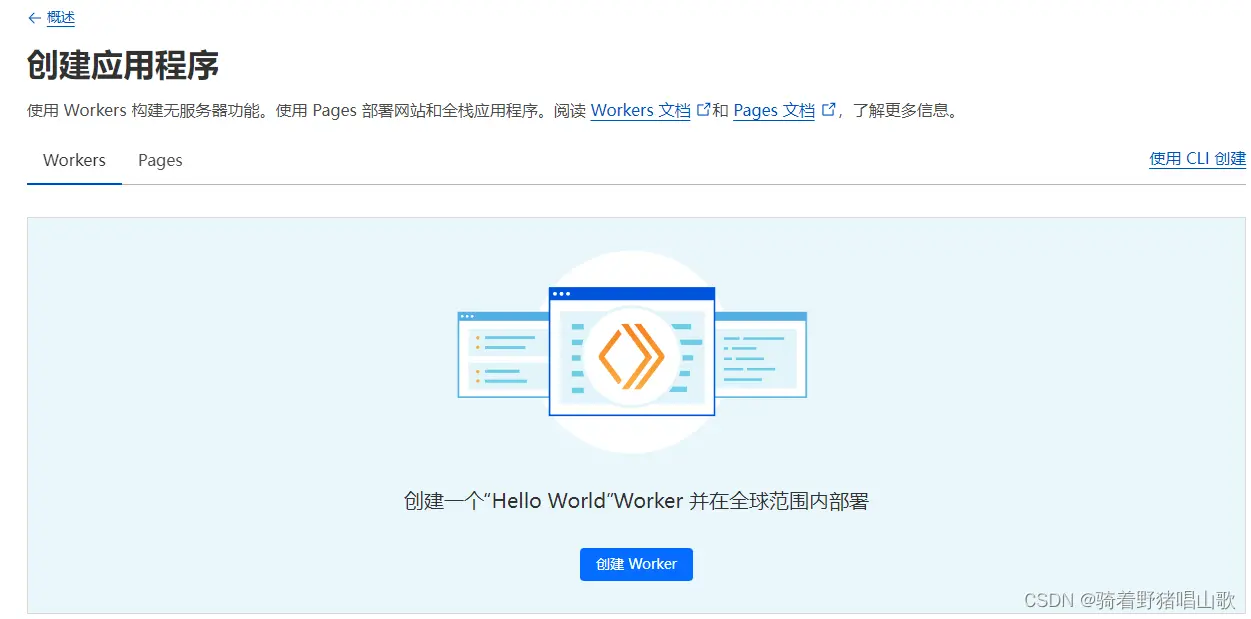 ← 概述
创建应用程序
使用 Workers 构建无服务器功能。使用 Pages 部署网站和全栈应用程序。阅读 Workers 文档 和 Pages 文档 ，了解更多信息。
Workers Pages 使用 CLI 创建
创建一个“Hello World”Worker 并在全球范围内部署
创建 Worker
CSDN @骑着野猪唱山歌